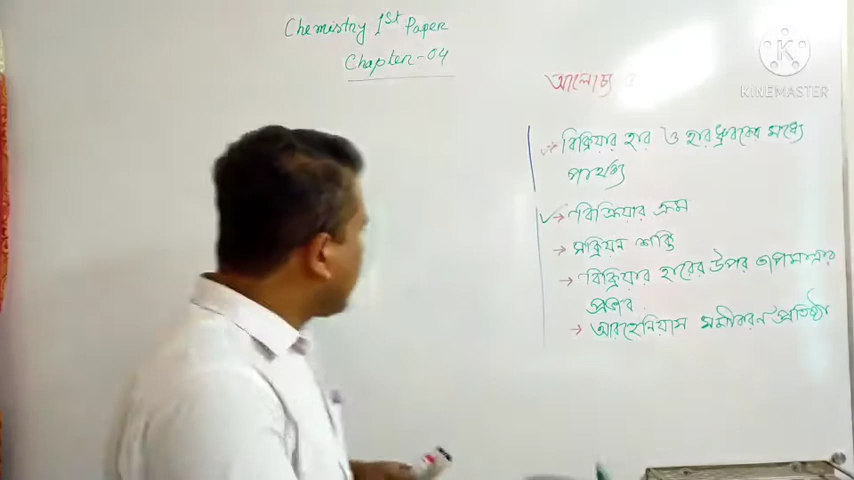 Chemistry 1st Paper
Chapter-04
আলোচ্য
→ বিক্রিয়ার হার ও হার ধ্রুবকের মধ্যে
পার্থক্য
→ বিক্রিয়ার ক্রম
→ সক্রিয়ন শক্তি
→ বিক্রিয়ার হারের উপর তাপমাত্রার
প্রভাব
→ আরহেনিয়াস সমীকরন প্রতিষ্ঠা
K
KINEMASTER